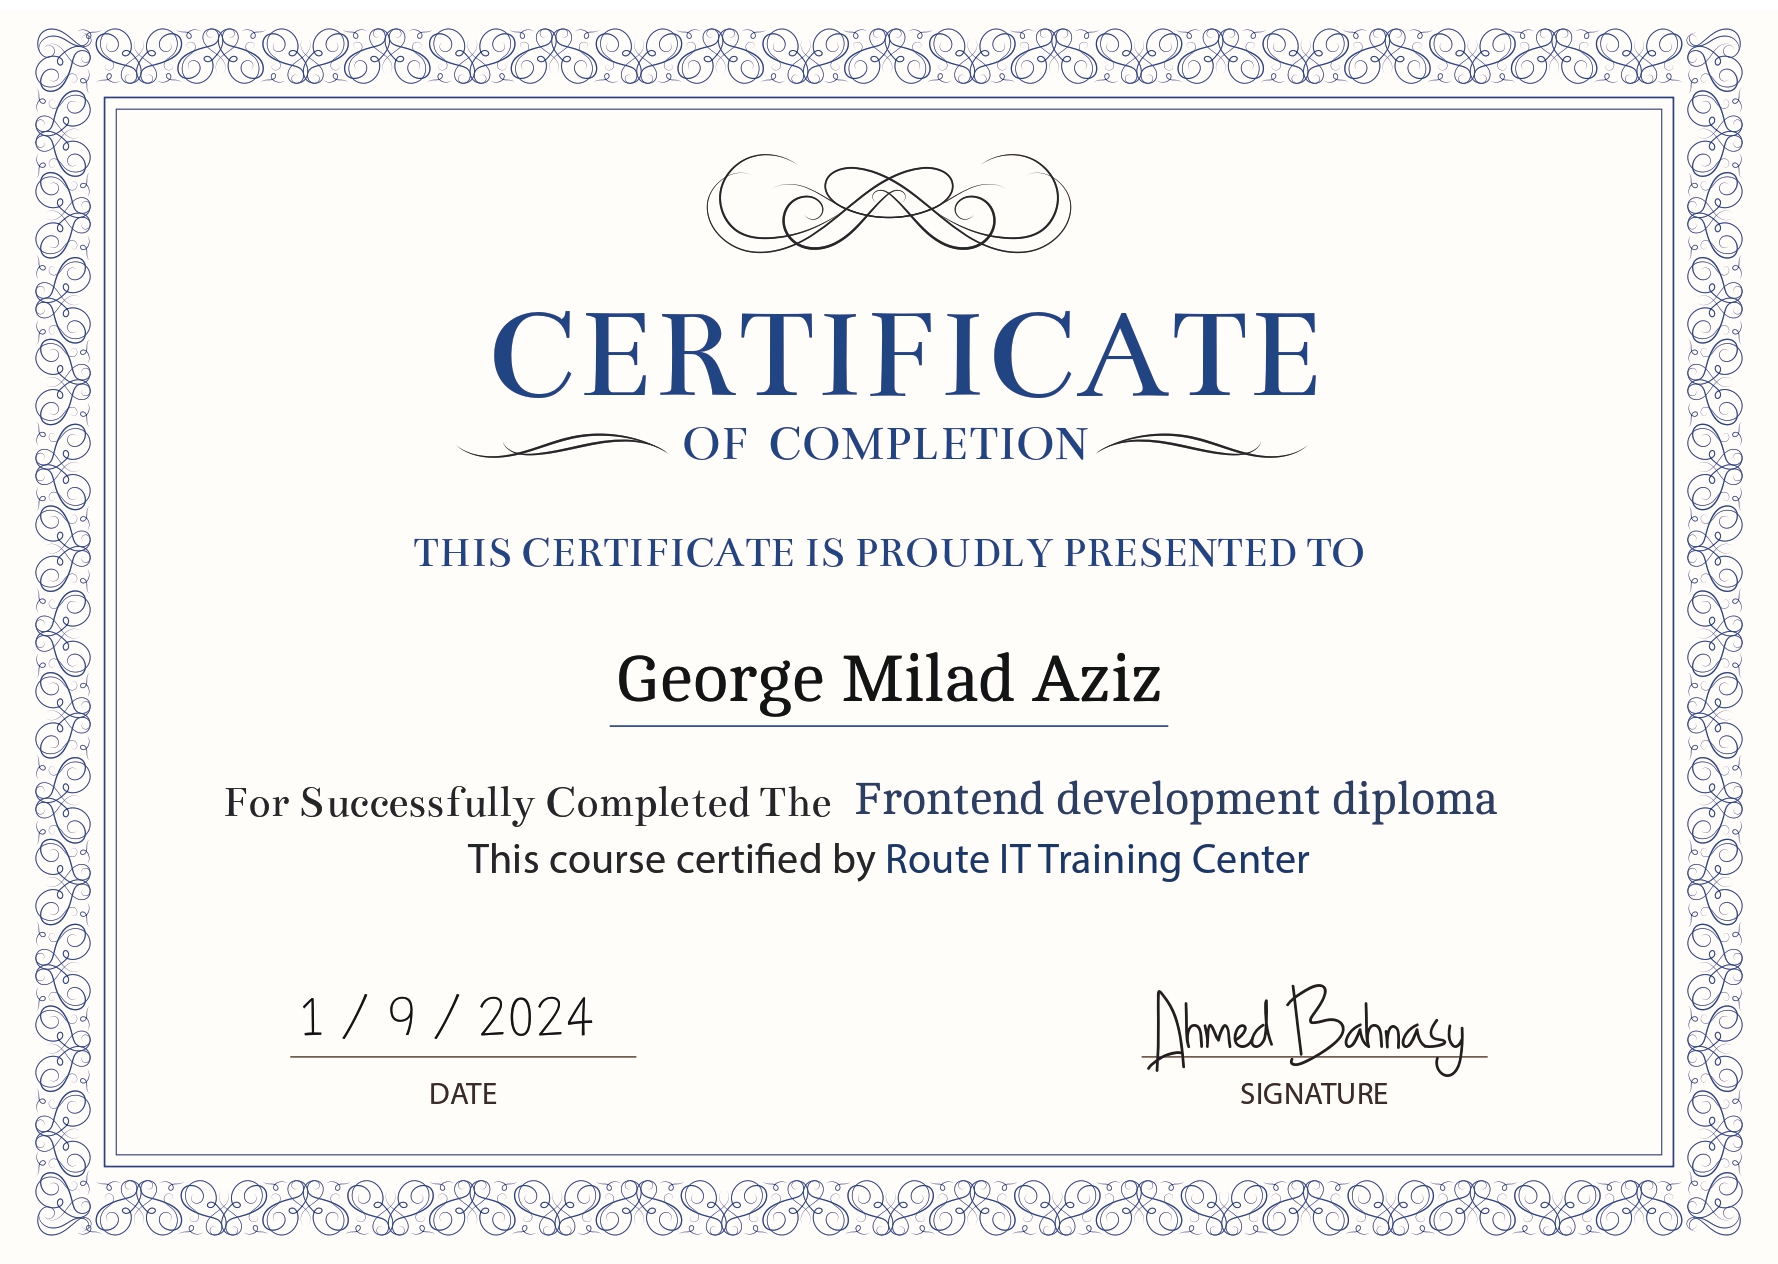 CERTIFICATE
OF COMPLETION
THIS CERTIFICATE IS PROUDLY PRESENTED TO
George Milad Aziz
For Successfully Completed The Frontend development diploma
This course certified by Route IT Training Center
1 / 9 / 2024
Ahmed Bahnasy
DATE
SIGNATURE